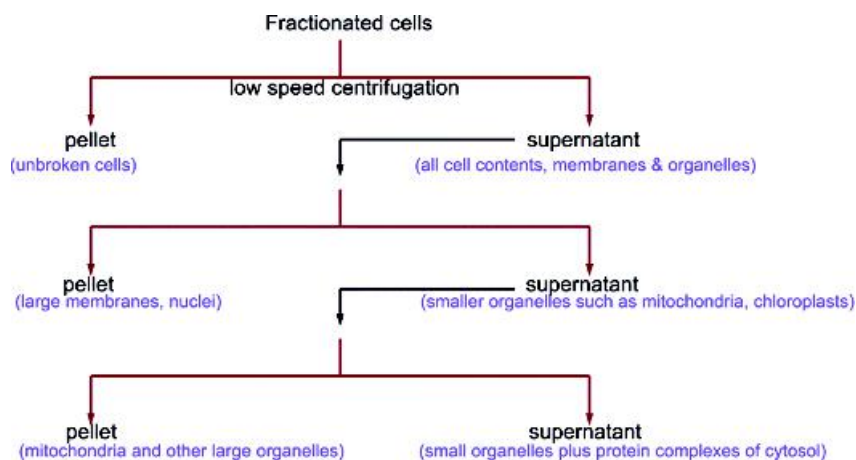 Fractionated cells
low speed centrifugation
pellet
supernatant
(unbroken cells)
(all cell contents, membranes & organelles)
pellet
supernatant
(large membranes, nuclei)
(smaller organelles such as mitochondria, chloroplasts)
pellet
supernatant
(mitochondria and other large organelles)
(small organelles plus protein complexes of cytosol)